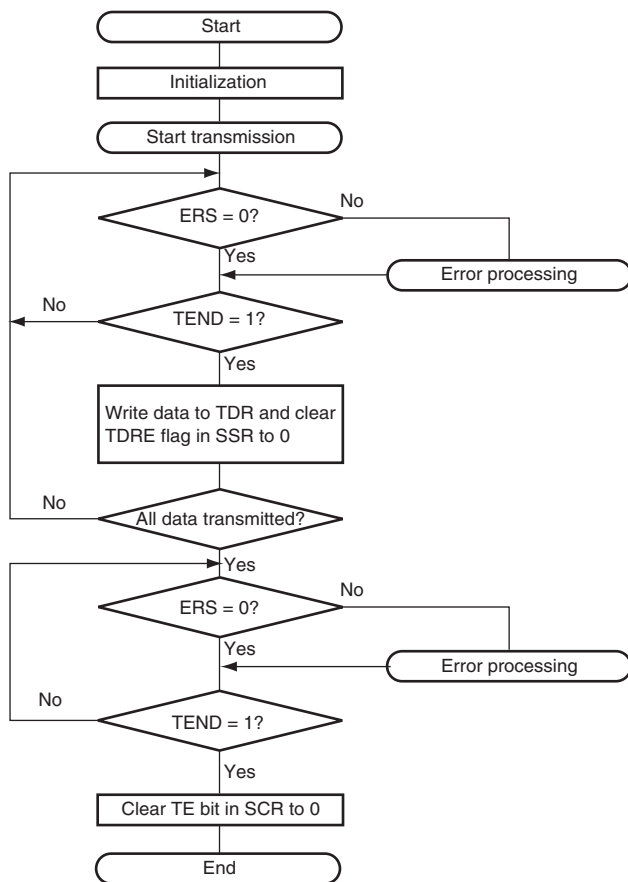 Start
Initialization
Start transmission
ERS = 0?
No
Yes
Error processing
No
TEND = 1?
Yes
Write data to TDR and clear
TDRE flag in SSR to 0
No
All data transmitted?
Yes
No
ERS = 0?
Yes
Error processing
No
TEND = 1?
Yes
Clear TE bit in SCR to 0
End